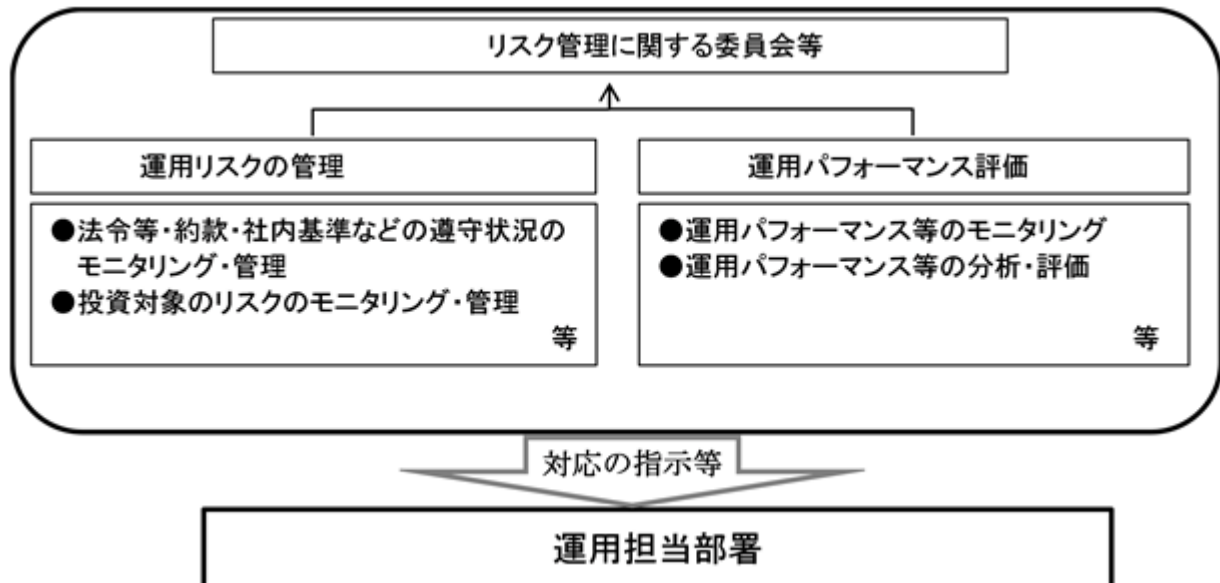 リスク管理に関する委員会等
運用リスクの管理
●法令等・約款・社内基準などの遵守状況の
モニタリング・管理
●投資対象のリスクのモニタリング・管理
等
運用パフォーマンス評価
●運用パフォーマンス等のモニタリング
●運用パフォーマンス等の分析・評価
等
対応の指示等
運用担当部署